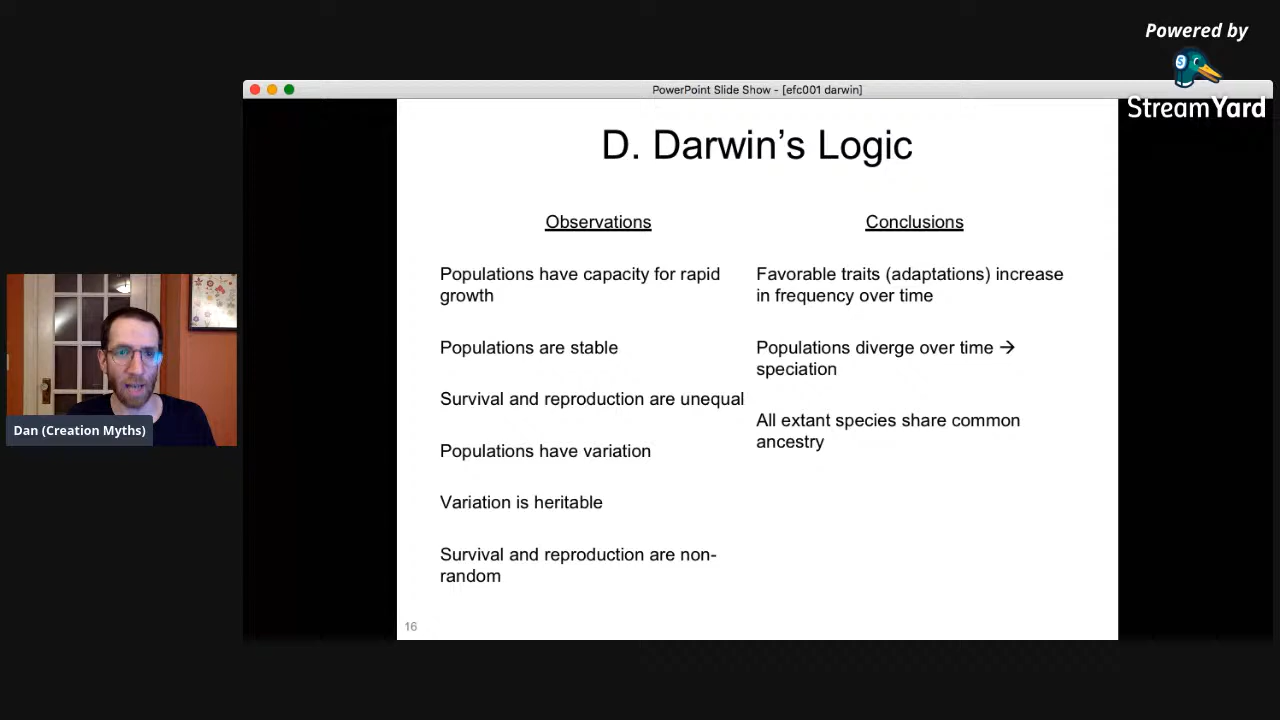 Powered by
StreamYard
PowerPoint Slide Show - [efc001 darwin]
D. Darwin's Logic
Observations
Populations have capacity for rapid
growth
Populations are stable
Survival and reproduction are unequal
Populations have variation
Variation is heritable
Survival and reproduction are non-
random
Conclusions
Favorable traits (adaptations) increase
in frequency over time
Populations diverge over time →
speciation
All extant species share common
ancestry
16
Dan (Creation Myths)